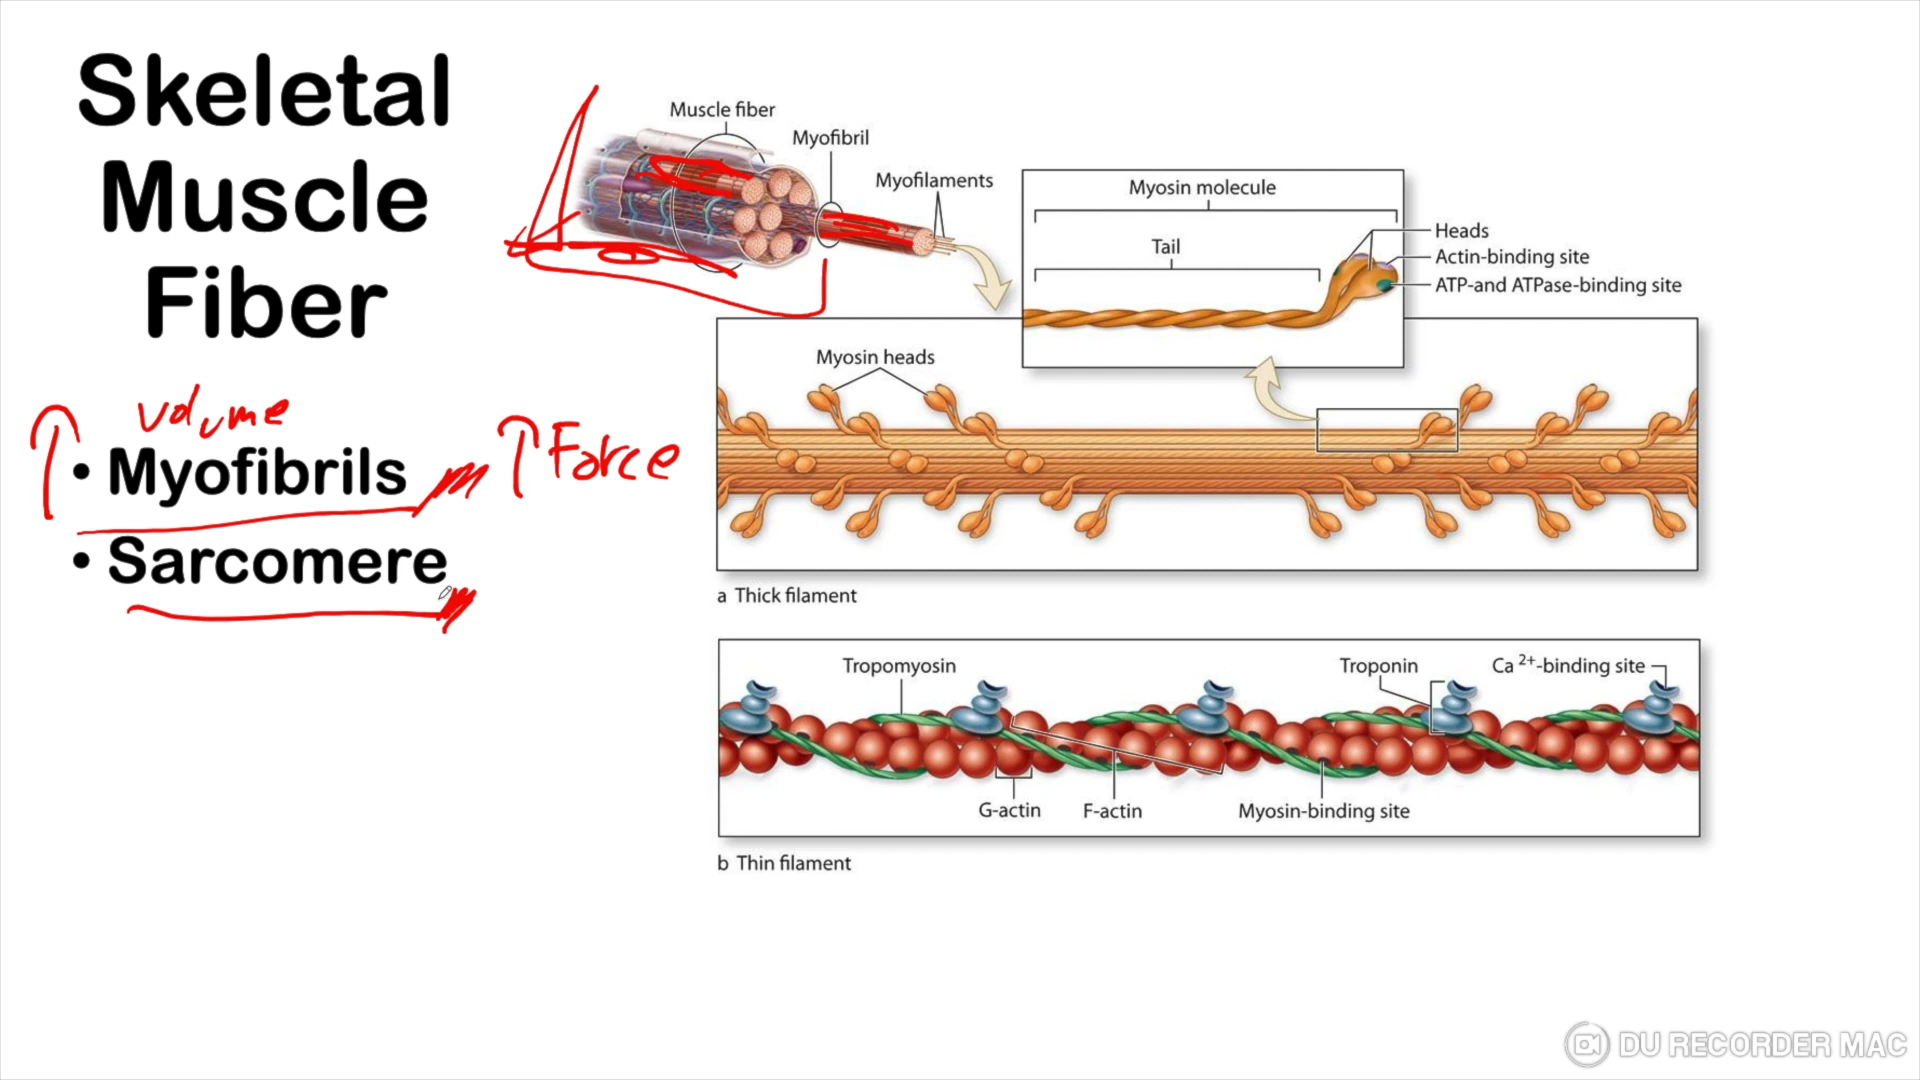 Skeletal
Muscle
Fiber
volume
• Myofibrils
↑ Force
• Sarcomere
Muscle fiber
Myofibril
Myofilaments
Myosin molecule
Tail
Heads
Actin-binding site
ATP-and ATPase-binding site
Myosin heads
a Thick filament
Tropomyosin
Troponin
Ca 2+-binding site
G-actin
F-actin
Myosin-binding site
b Thin filament
DU RECORDER MAC